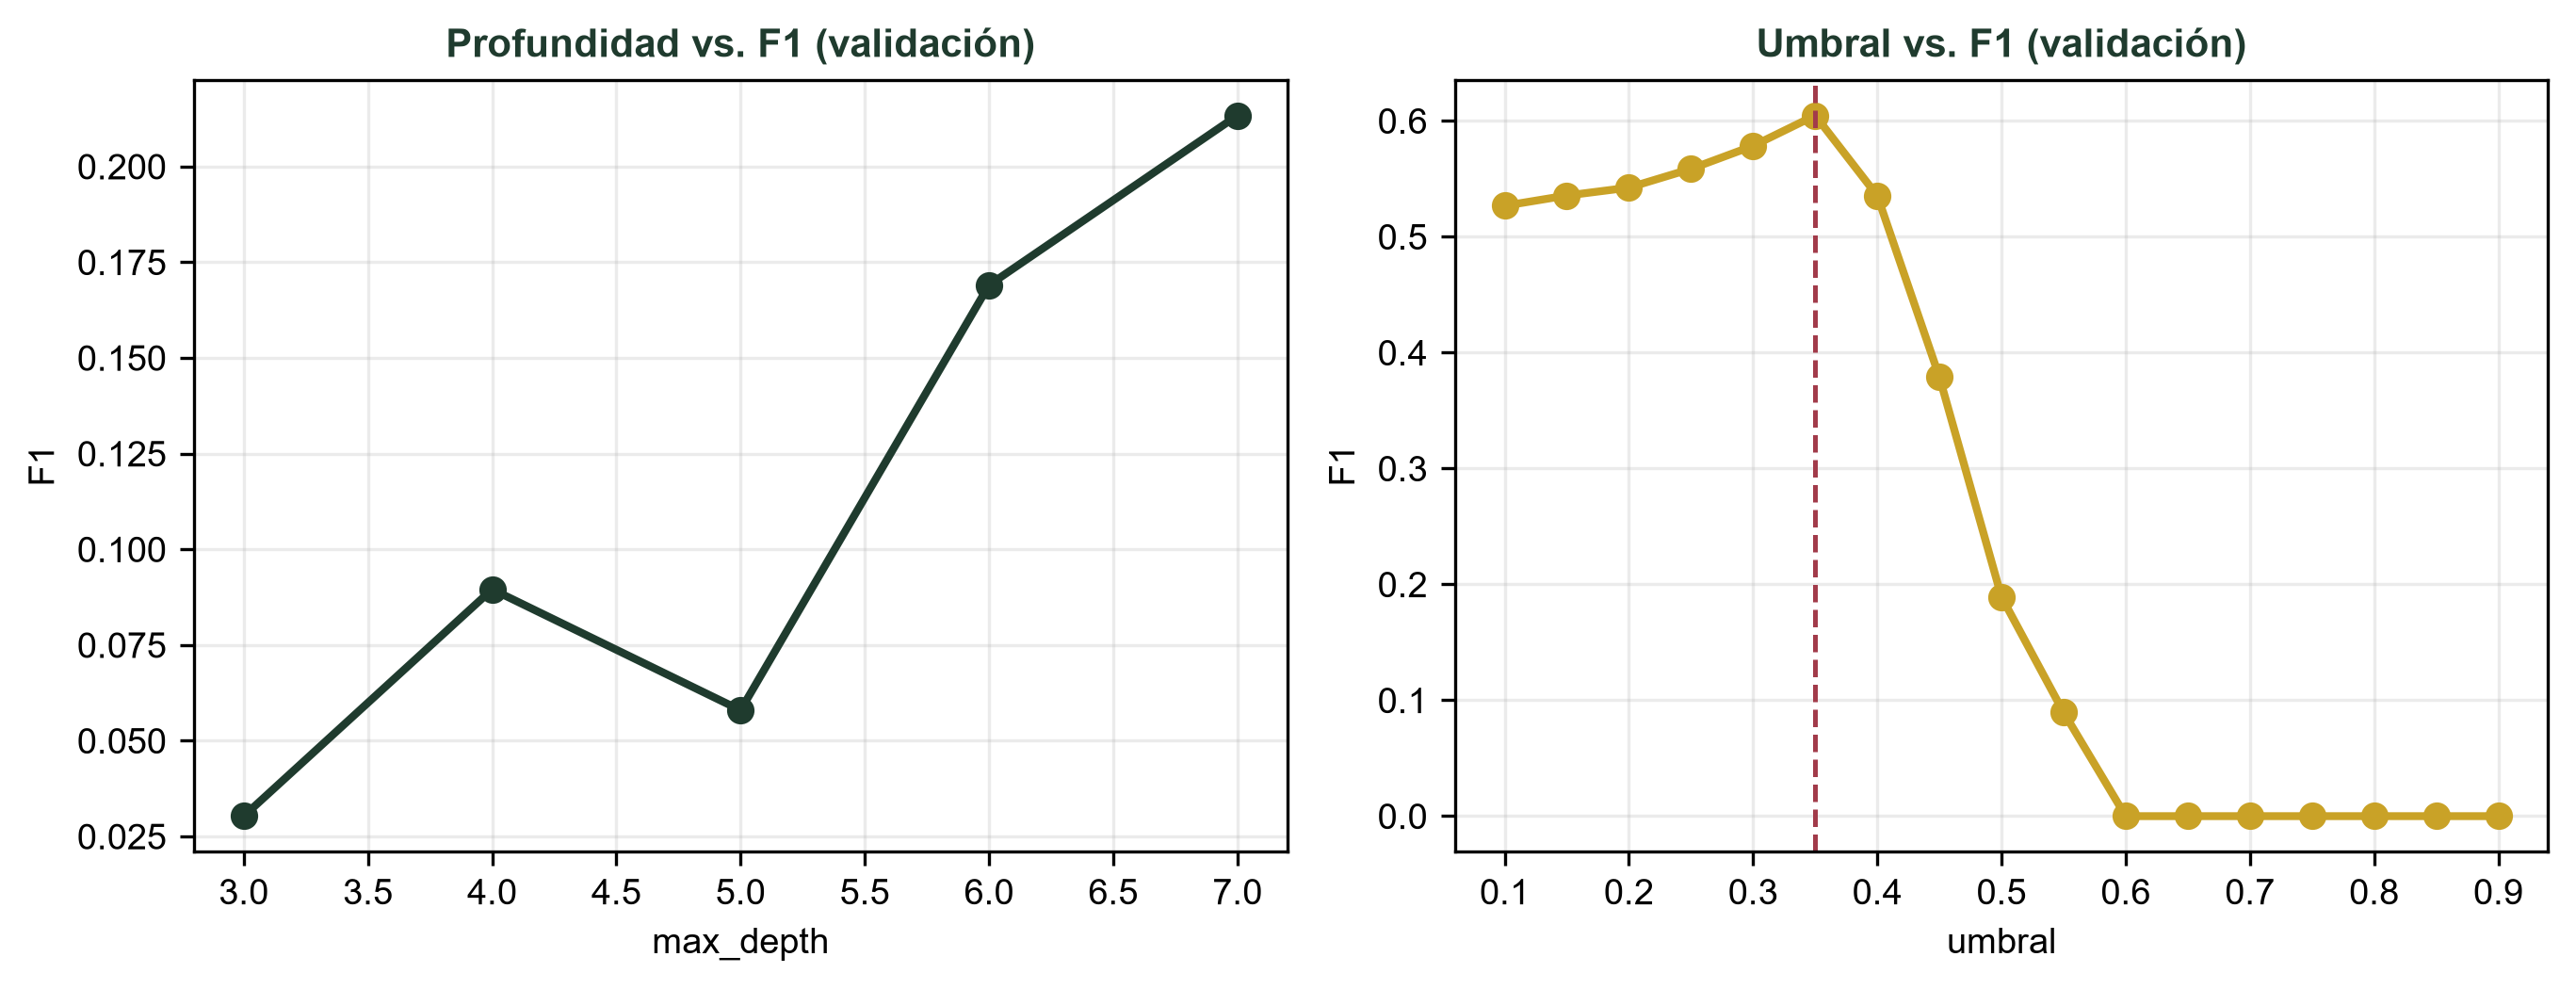 Profundidad vs. F1 (validación)
F1
0.200
0.175
0.150
0.125
0.100
0.075
0.050
0.025
3.0 3.5 4.0 4.5 5.0 5.5 6.0 6.5 7.0
max_depth
Umbral vs. F1 (validación)
F1
0.6
0.5
0.4
0.3
0.2
0.1
0.0
0.1 0.2 0.3 0.4 0.5 0.6 0.7 0.8 0.9
umbral